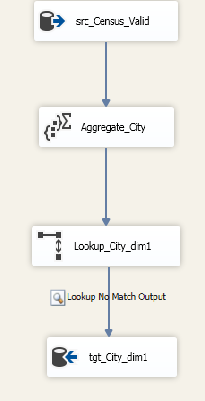 src_Census_Valid
Aggregate_City
Lookup_City_dim1
Lookup No Match Output
tgt_City_dim1